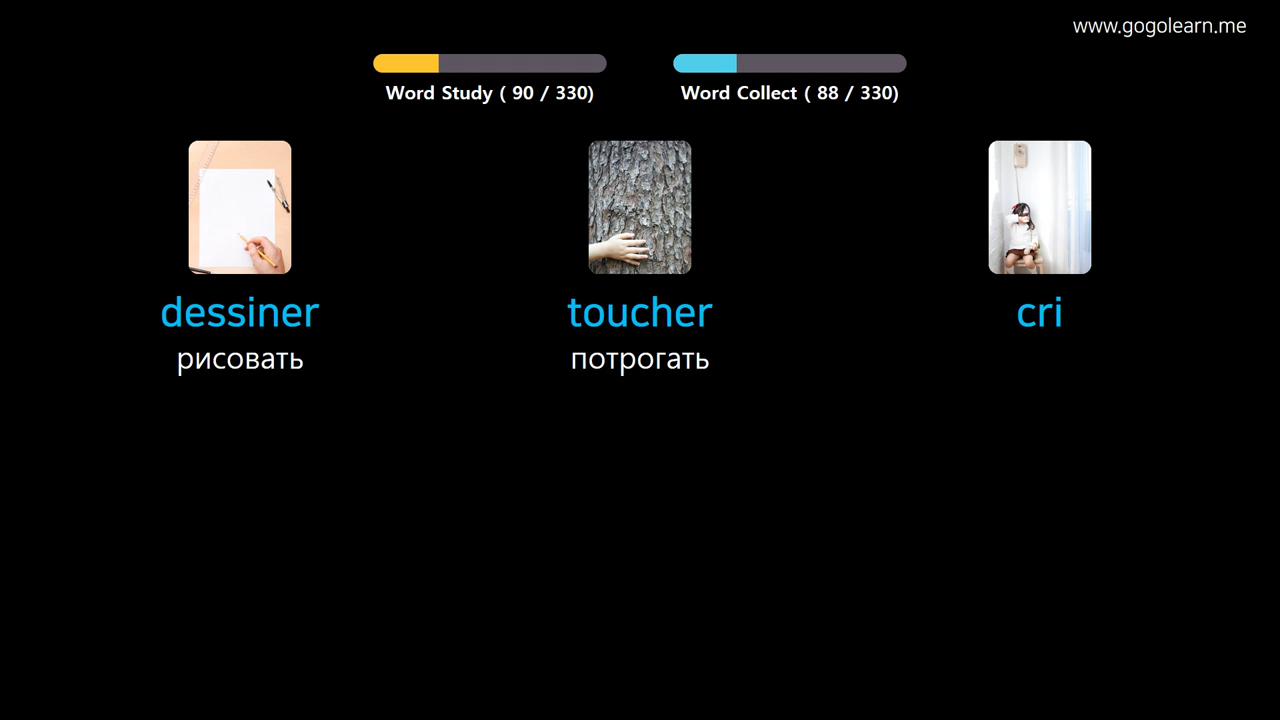 www.gogolearn.me
Word Study ( 90 / 330)
Word Collect ( 88 / 330)
dessiner
toucher
cri
рисовать
потрогать